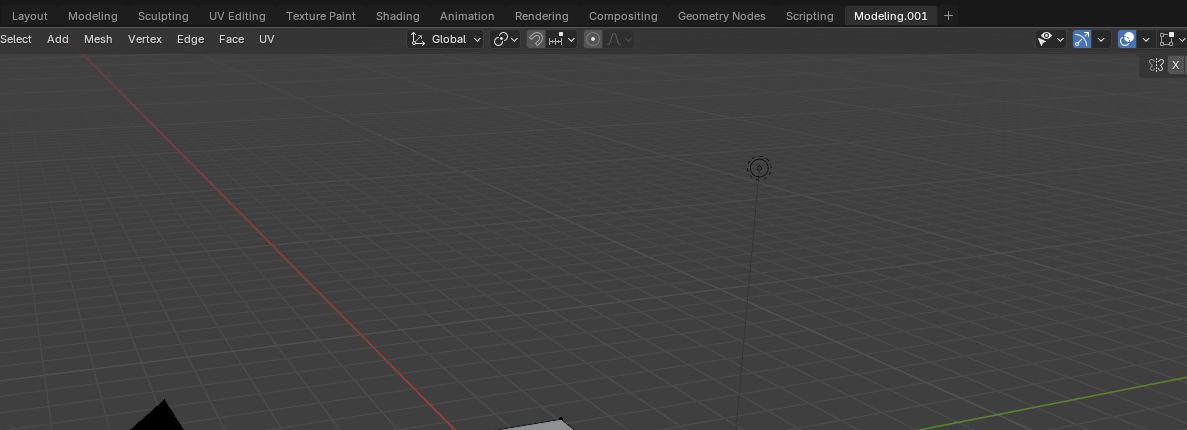 Layout Modeling Sculpting UV Editing Texture Paint Shading Animation Rendering Compositing Geometry Nodes Scripting Modeling.001 +
Select Add Mesh Vertex Edge Face UV Global
X